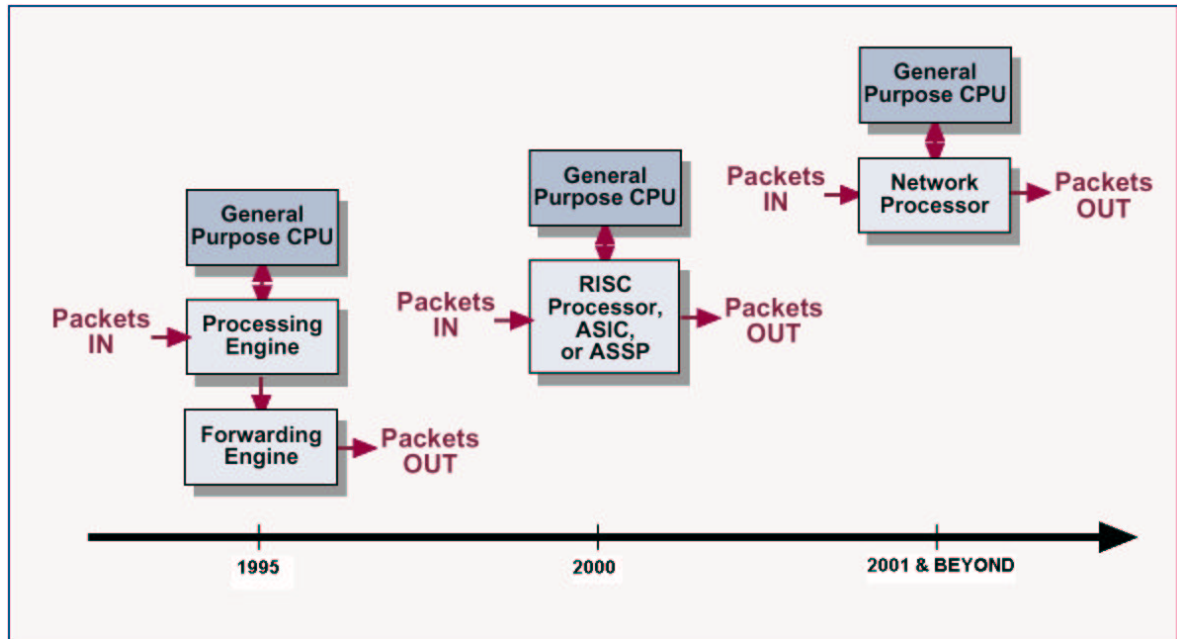 General
Purpose CPU
Packets
IN
Processing
Engine
Forwarding
Engine
Packets
OUT
General
Purpose CPU
Packets
IN
RISC
Processor,
ASIC,
or ASSP
Packets
OUT
General
Purpose CPU
Packets
IN
Network
Processor
Packets
OUT
1995
2000
2001 & BEYOND